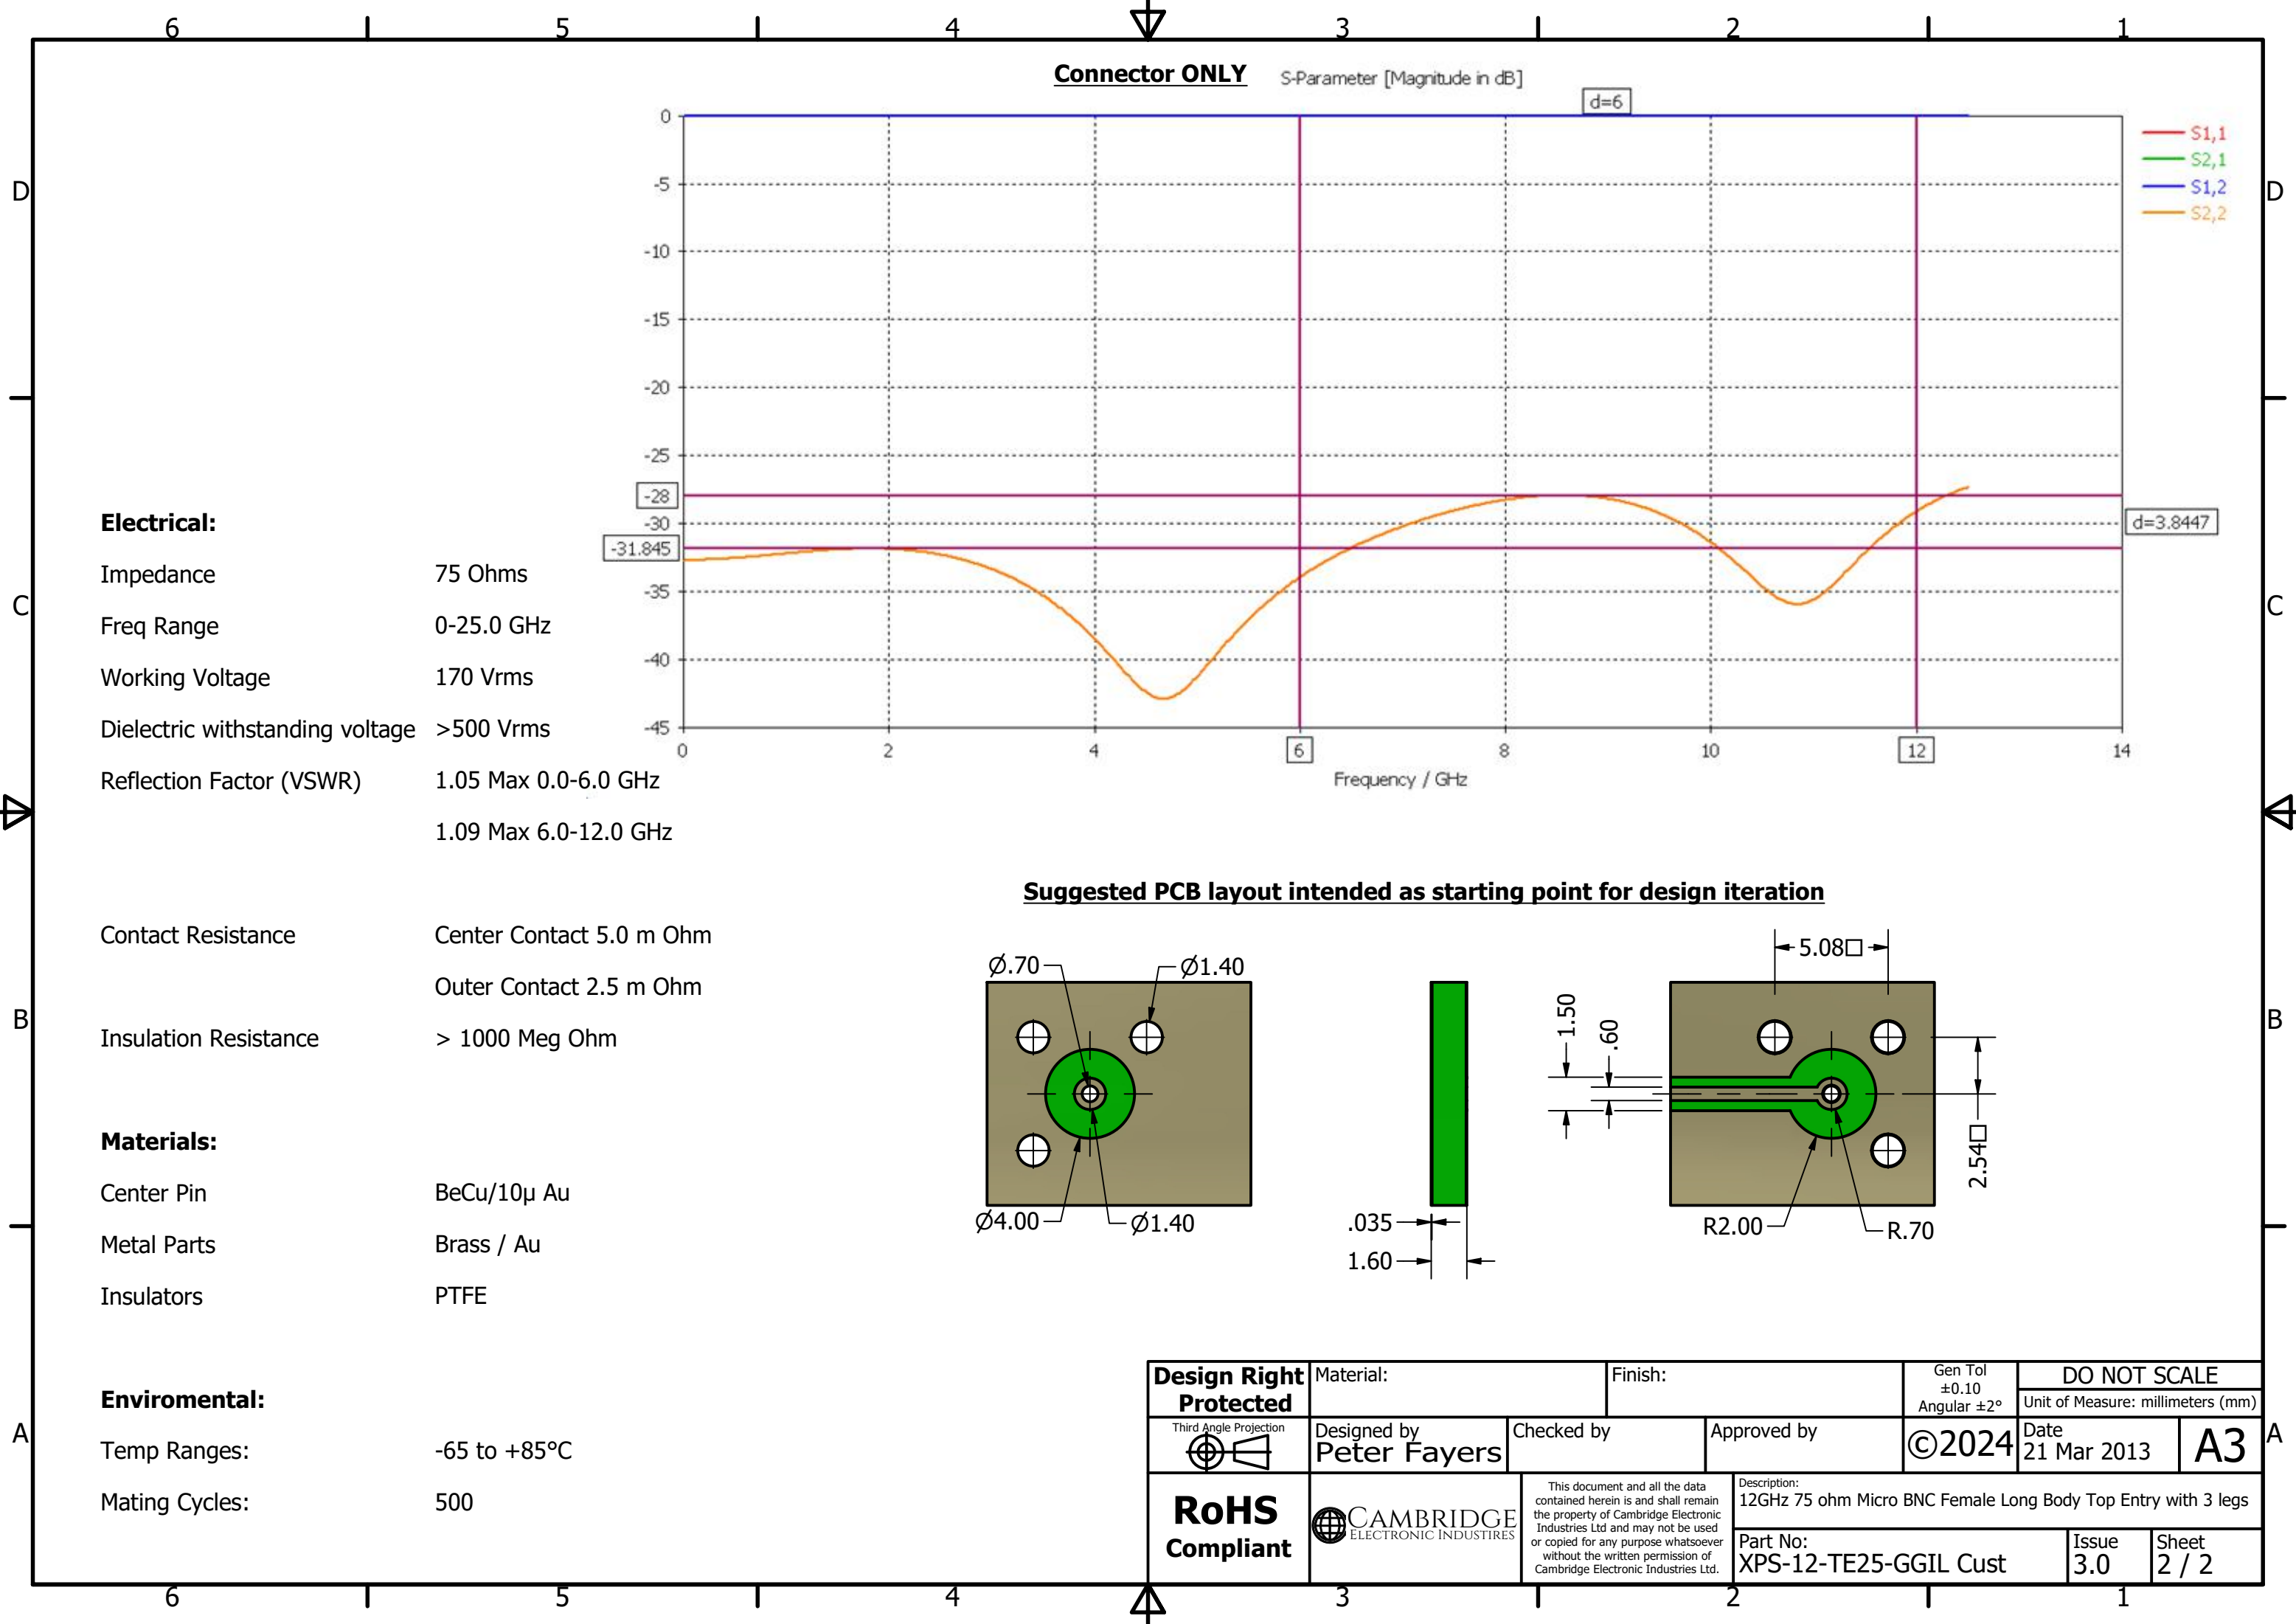 6 5 4 3 2 1
D
C
B
A
D
C
B
A
Connector ONLY
S-Parameter [Magnitude in dB]
d=6
0
-5
-10
-15
-20
-25
-28
-30
-31.845
-35
-40
-45
0 2 4 6 8 10 12 14
Frequency / GHz
d=3.8447
S1,1
S2,1
S1,2
S2,2
Electrical:
Impedance 75 Ohms
Freq Range 0-25.0 GHz
Working Voltage 170 Vrms
Dielectric withstanding voltage >500 Vrms
Reflection Factor (VSWR) 1.05 Max 0.0-6.0 GHz
1.09 Max 6.0-12.0 GHz
Contact Resistance Center Contact 5.0 m Ohm
Outer Contact 2.5 m Ohm
Insulation Resistance > 1000 Meg Ohm
Materials:
Center Pin BeCu/10µ Au
Metal Parts Brass / Au
Insulators PTFE
Enviromental:
Temp Ranges: -65 to +85°C
Mating Cycles: 500
Suggested PCB layout intended as starting point for design iteration
Ø.70
Ø1.40
Ø4.00
Ø1.40
.035
1.60
5.08□
1.50
.60
2.54□
R2.00
R.70
Design Right
Protected
Material:
Finish:
Gen Tol
±0.10
Angular ±2°
DO NOT SCALE
Unit of Measure: millimeters (mm)
Third Angle Projection
Designed by
Peter Fayers
Checked by
Approved by
©2024
Date
21 Mar 2013
A3
RoHS
Compliant
CAMBRIDGE
ELECTRONIC INDUSTIRES
This document and all the data
contained herein is and shall remain
the property of Cambridge Electronic
Industries Ltd and may not be used
or copied for any purpose whatsoever
without the written permission of
Cambridge Electronic Industries Ltd.
Description:
12GHz 75 ohm Micro BNC Female Long Body Top Entry with 3 legs
Part No:
XPS-12-TE25-GGIL Cust
Issue
3.0
Sheet
2 / 2
6 5 4 3 2 1